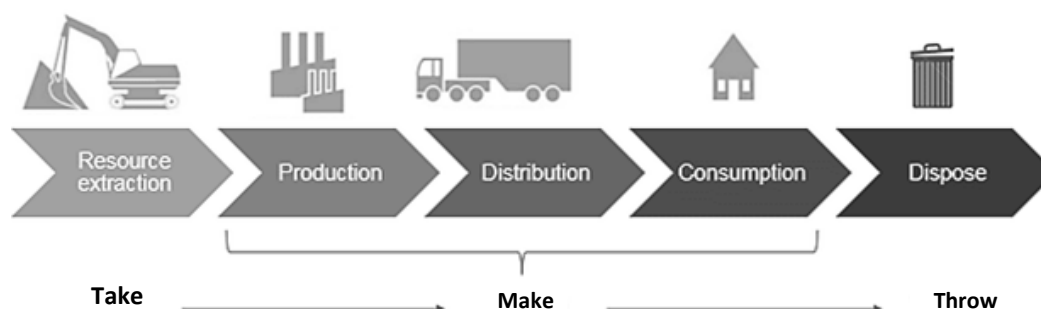 Resource
extraction
Production
Distribution
Consumption
Dispose
Take
Make
Throw